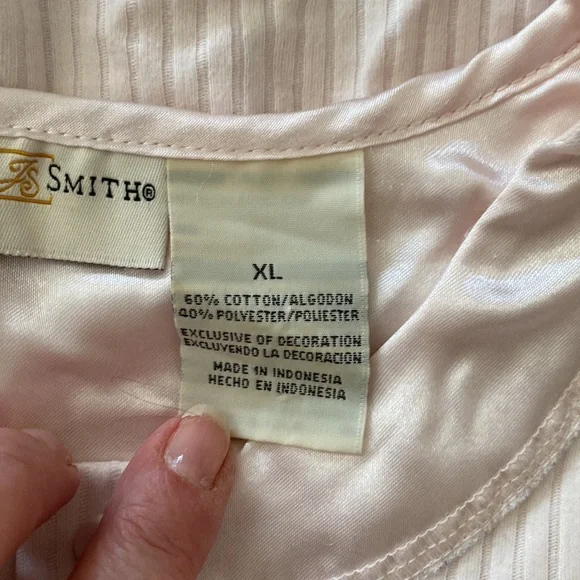 JS SMITH®
XL
60% COTTON/ALGODON
40% POLYESTER/POLIESTER
EXCLUSIVE OF DECORATION
EXCLUYENDO LA DECORACION
MADE IN INDONESIA
HECHO EN INDONESIA